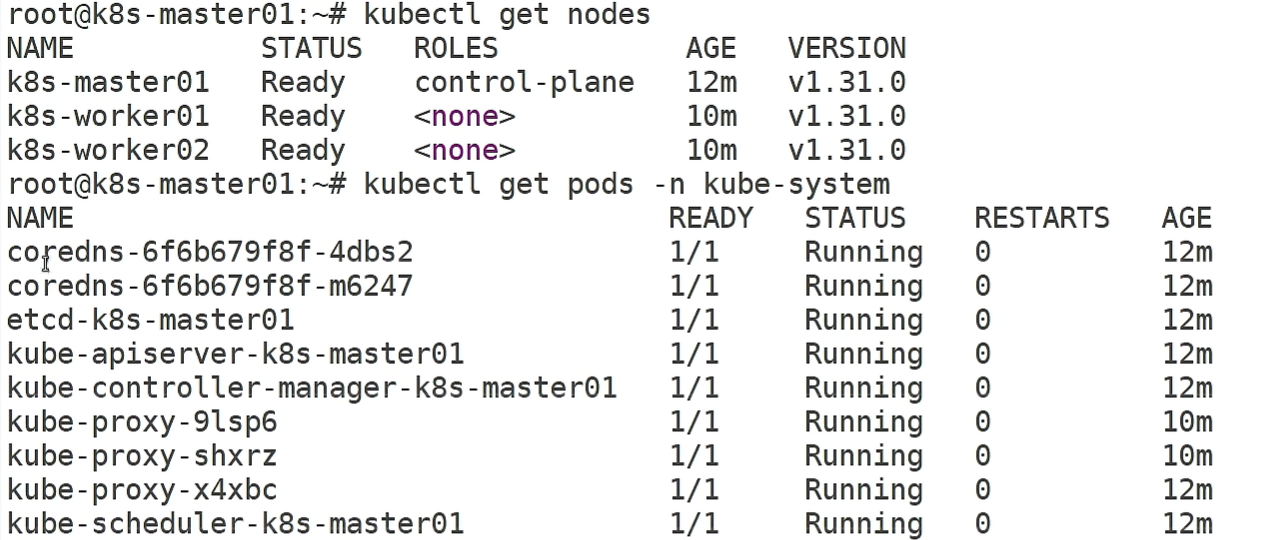 root@k8s-master01:~# kubectl get nodes
NAME           STATUS   ROLES           AGE   VERSION
k8s-master01   Ready    control-plane   12m   v1.31.0
k8s-worker01   Ready    <none>          10m   v1.31.0
k8s-worker02   Ready    <none>          10m   v1.31.0
root@k8s-master01:~# kubectl get pods -n kube-system
NAME                                   READY   STATUS    RESTARTS   AGE
coredns-6f6b679f8f-4dbs2               1/1     Running   0          12m
coredns-6f6b679f8f-m6247               1/1     Running   0          12m
etcd-k8s-master01                      1/1     Running   0          12m
kube-apiserver-k8s-master01            1/1     Running   0          12m
kube-controller-manager-k8s-master01   1/1     Running   0          12m
kube-proxy-9lsp6                       1/1     Running   0          10m
kube-proxy-shxrz                       1/1     Running   0          10m
kube-proxy-x4xbc                       1/1     Running   0          12m
kube-scheduler-k8s-master01            1/1     Running   0          12m